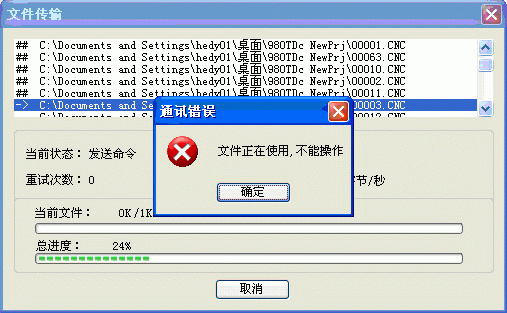 文件传输
## C:\Documents and Settings\hedy01\桌面\980TDc NewPrj\00001.CNC
## C:\Documents and Settings\hedy01\桌面\980TDc NewPrj\00063.CNC
## C:\Documents and Settings\hedy01\桌面\980TDc NewPrj\00010.CNC
## C:\Documents and Settings\hedy01\桌面\980TDc NewPrj\00002.CNC
## C:\Documents and Settings\hedy01\桌面\980TDc NewPrj\00011.CNC
-> C:\Documents and Se 00003.CNC
C:\Documents and Se
通讯错误
文件正在使用,不能操作
确定
当前状态： 发送命令
重试次数： 0 节/秒
当前文件： 0K/1K
总进度： 24%
取消